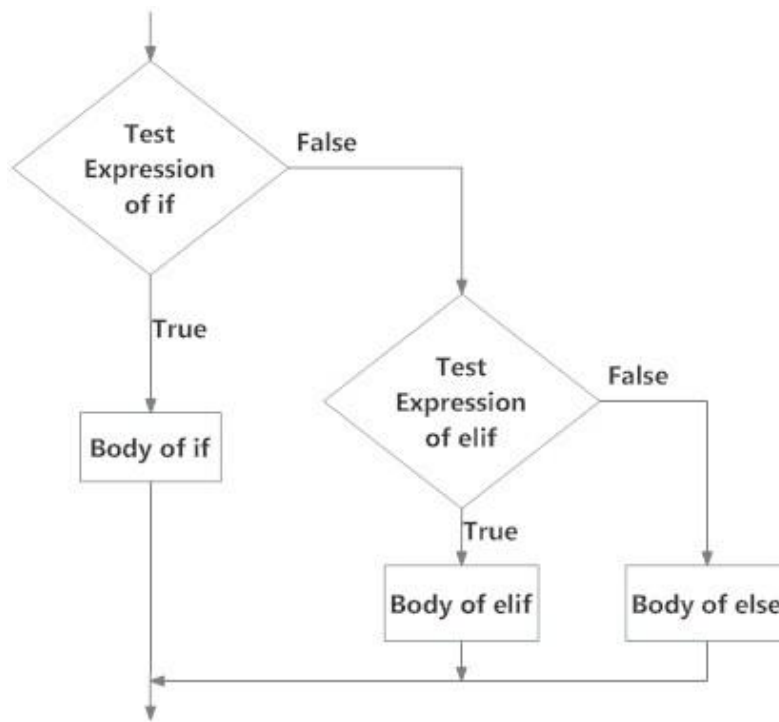 Test
Expression
of if
False
True
Body of if
Test
Expression
of elif
False
True
Body of elif
Body of else